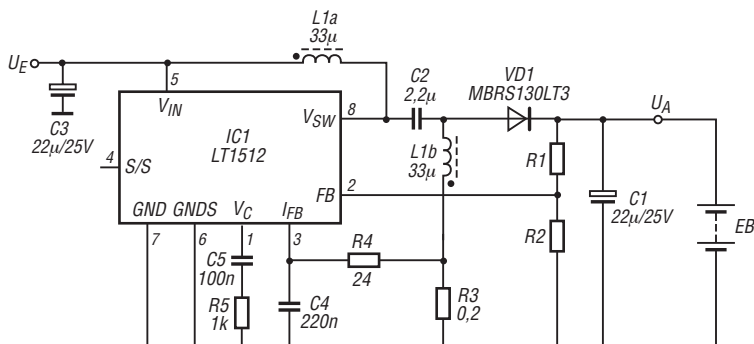 L1a
33µ
U_E
5
V_IN
C3
22µ/25V
4
S/S
IC1
LT1512
V_SW
8
C2
2,2µ
VD1
MBRS130LT3
U_A
L1b
33µ
R1
FB
2
GND
GNDS
V_C
I_FB
7
6
1
3
R4
24
R2
C1
22µ/25V
EB
C5
100n
R5
1k
C4
220n
R3
0,2